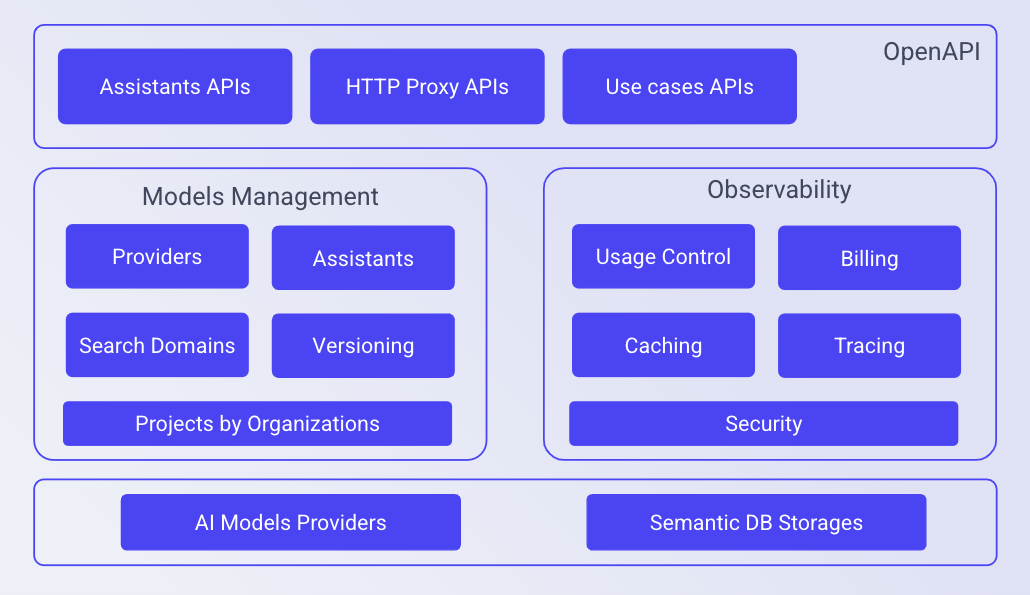 OpenAPI
Assistants APIs
HTTP Proxy APIs
Use cases APIs
Models Management
Providers
Assistants
Search Domains
Versioning
Projects by Organizations
Observability
Usage Control
Billing
Caching
Tracing
Security
AI Models Providers
Semantic DB Storages